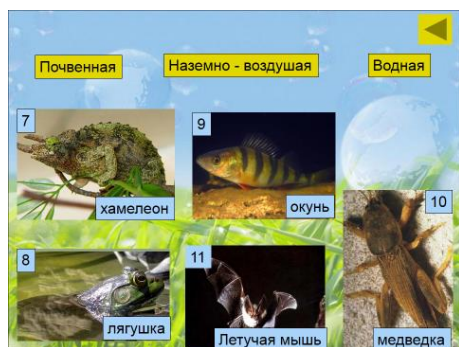 Почвенная
Наземно - воздушая
Водная
7
хамелеон
9
окунь
10
медведка
8
лягушка
11
Летучая мышь